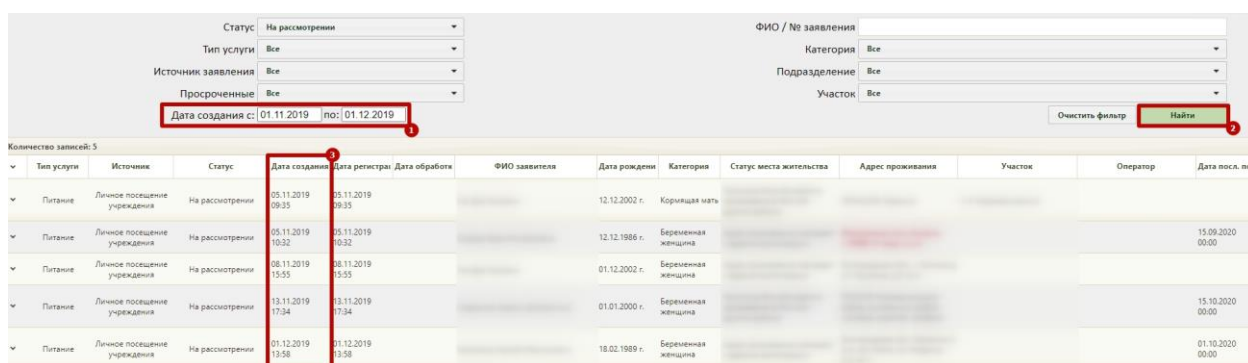 Статус На рассмотрении ФИО / № заявления
Тип услуги Все Категория Все
Источник заявления Все Подразделение Все
Просроченные Все Участок Все
Дата создания с: 01.11.2019 по: 01.12.2019 Очистить фильтр Найти
1 2
Количество записей: 5
3
Тип услуги Источник Статус Дата создания Дата регистрац Дата обработк ФИО заявителя Дата рождени Категория Статус места жительства Адрес проживания Участок Оператор Дата посл. п
Питание Личное посещение учреждения На рассмотрении 05.11.2019 09:35 05.11.2019 09:35 12.12.2002 г. Кормящая мать
Питание Личное посещение учреждения На рассмотрении 05.11.2019 10:32 05.11.2019 10:32 12.12.1986 г. Беременная женщина 15.09.2020 00:00
Питание Личное посещение учреждения На рассмотрении 08.11.2019 15:55 08.11.2019 15:55 01.12.2002 г. Беременная женщина
Питание Личное посещение учреждения На рассмотрении 13.11.2019 17:34 13.11.2019 17:34 01.01.2000 г. Беременная женщина 15.10.2020 00:00
Питание Личное посещение учреждения На рассмотрении 01.12.2019 13:58 01.12.2019 13:58 18.02.1989 г. Беременная женщина 01.10.2020 00:00